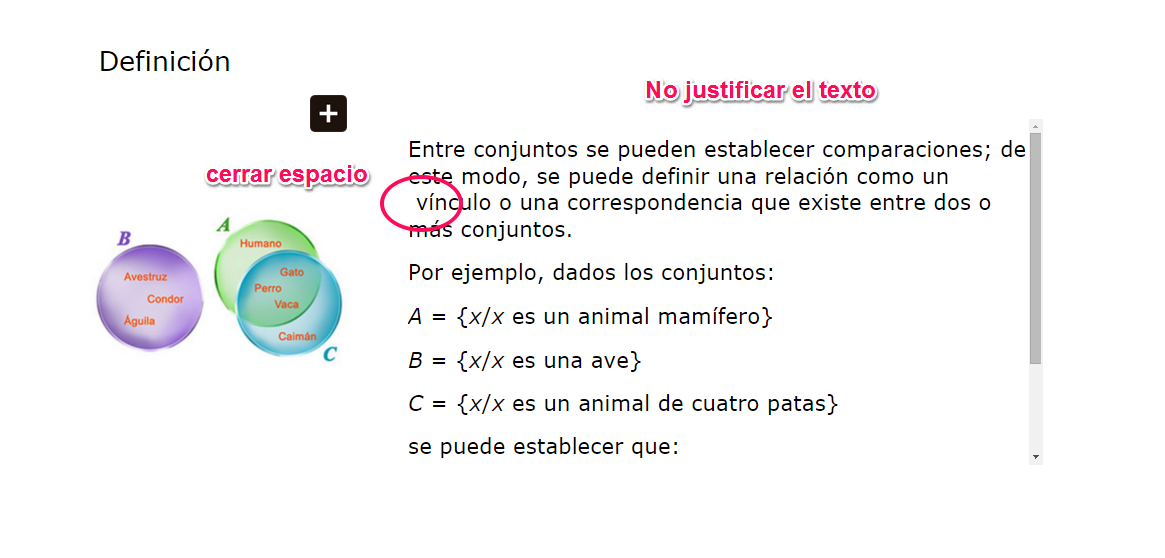 Definición
No justificar el texto
cerrar espacio
B
Avestruz
Condor
Águila
A
Humano
Gato
Perro
Vaca
Caimán
C
Entre conjuntos se pueden establecer comparaciones; de
este modo, se puede definir una relación como un
vínculo o una correspondencia que existe entre dos o
más conjuntos.
Por ejemplo, dados los conjuntos:
A = {x/x es un animal mamífero}
B = {x/x es una ave}
C = {x/x es un animal de cuatro patas}
se puede establecer que: